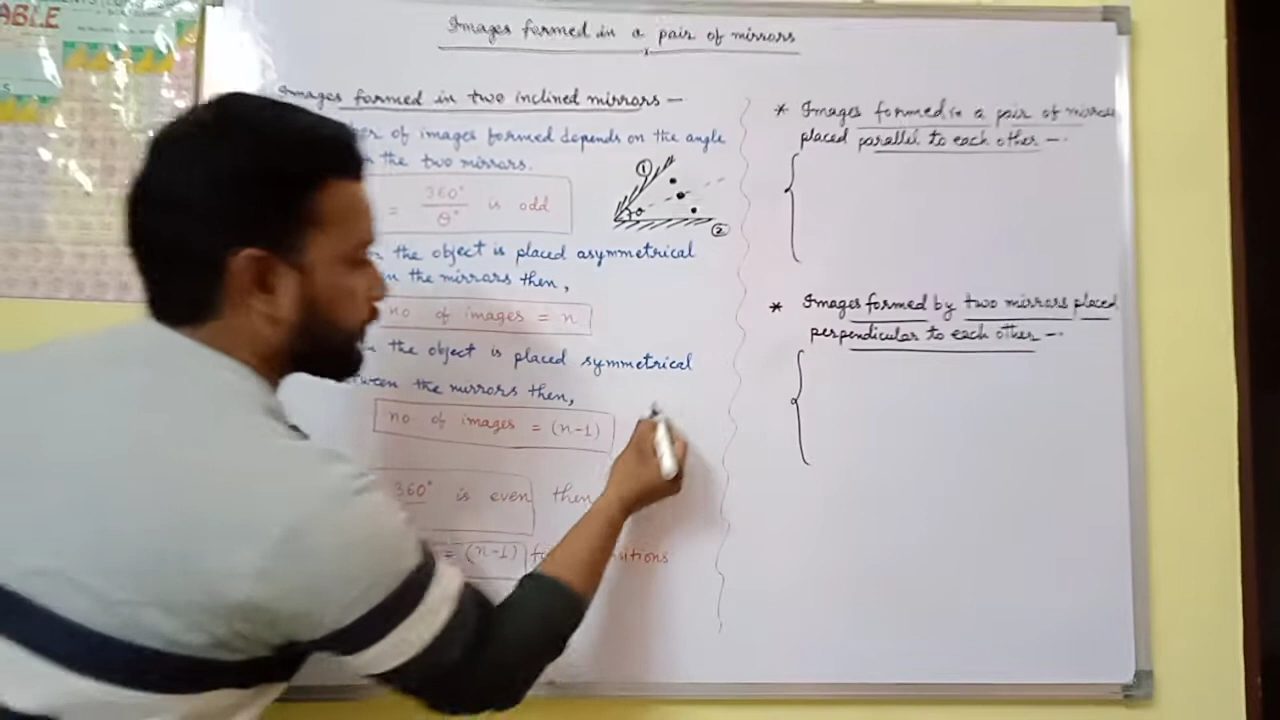 ABLE
Images formed in a pair of mirrors
Images formed in two inclined mirrors -
of images formed depends on the angle
the two mirrors.
= 360° / θ° is odd
① θ ②
the object is placed asymmetrical
the mirrors then,
no of images = n
the object is placed symmetrical
the mirrors then,
no of images = (n-1)
360° is even then
= (n-1)
* Images formed in a pair of
placed parallel to each other -
* Images formed by two mirrors placed
perpendicular to each other -